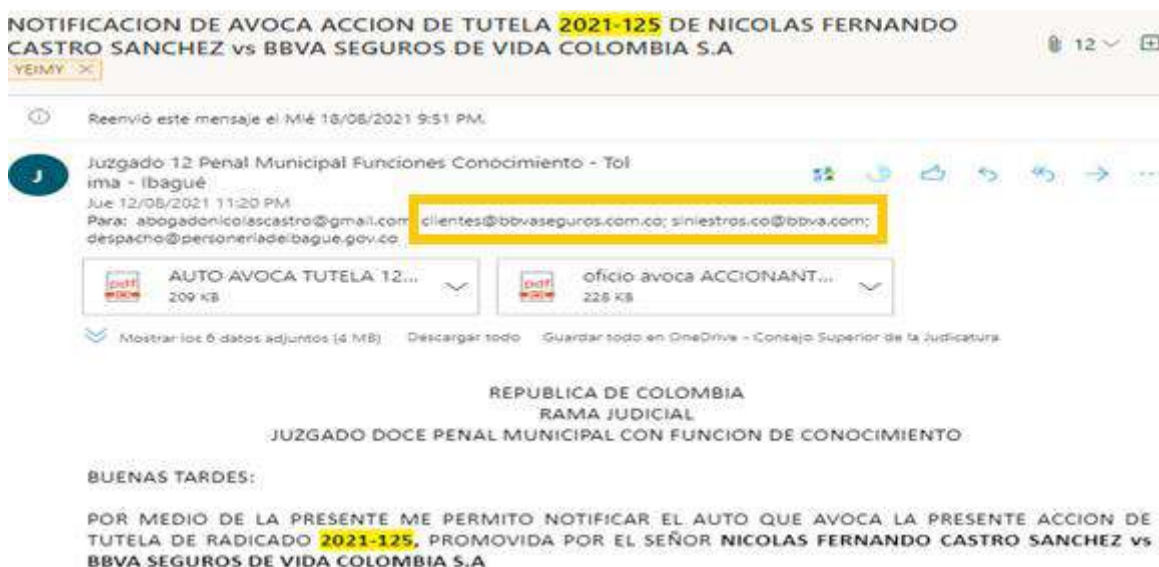 NOTIFICACION DE AVOCA ACCION DE TUTELA 2021-125 DE NICOLAS FERNANDO
CASTRO SANCHEZ vs BBVA SEGUROS DE VIDA COLOMBIA S.A
12
YEIMY
Reenvió este mensaje el Mié 18/08/2021 9:51 PM.
J
Juzgado 12 Penal Municipal Funciones Conocimiento - Tol
ima - Ibagué
Jue 12/08/2021 11:20 PM
Para: abogadonicolascastro@gmail.com; clientes@bbvaseguros.com.co; siniestros.co@bbva.com;
despacho@personeriadeibague.gov.co
pdf
AUTO AVOCA TUTELA 12...
209 KB
pdf
oficio avoca ACCIONANT...
228 KB
Mostrar los 6 datos adjuntos (4 MB) Descargar todo Guardar todo en OneDrive - Consejo Superior de la Judicatura
REPUBLICA DE COLOMBIA
RAMA JUDICIAL
JUZGADO DOCE PENAL MUNICIPAL CON FUNCION DE CONOCIMIENTO
BUENAS TARDES:
POR MEDIO DE LA PRESENTE ME PERMITO NOTIFICAR EL AUTO QUE AVOCA LA PRESENTE ACCION DE
TUTELA DE RADICADO 2021-125, PROMOVIDA POR EL SEÑOR NICOLAS FERNANDO CASTRO SANCHEZ vs
BBVA SEGUROS DE VIDA COLOMBIA S.A